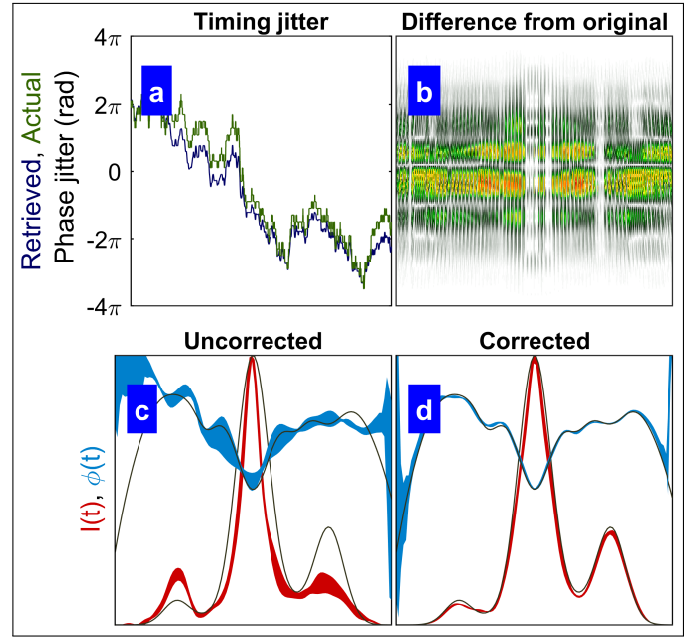 Timing jitter
Difference from original
Retrieved, Actual
Phase jitter (rad)
4π
2π
0
-2π
-4π
a
b
Uncorrected
Corrected
I(t), ϕ(t)
c
d